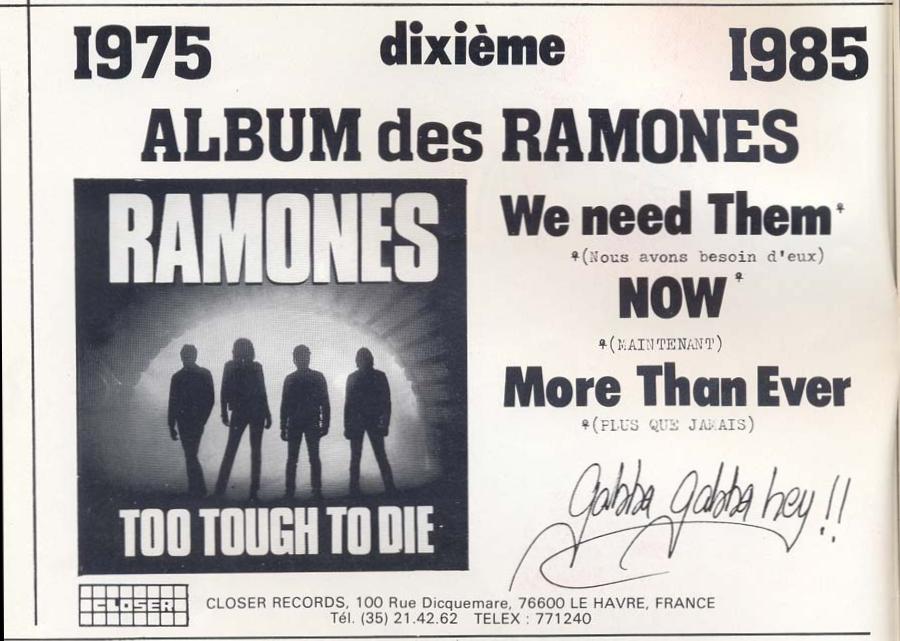 1975 dixième 1985
ALBUM des RAMONES
RAMONES
TOO TOUGH TO DIE
We need Them*
*(Nous avons besoin d'eux)
NOW*
*(MAINTENANT)
More Than Ever
*(PLUS QUE JAMAIS)
gabba gabba hey !!
CLOSER
CLOSER RECORDS, 100 Rue Dicquemare, 76600 LE HAVRE, FRANCE
Tél. (35) 21.42.62 TELEX : 771240